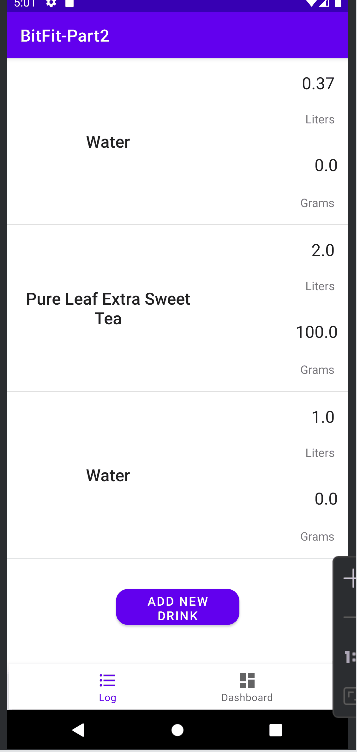 5:01
BitFit-Part2
0.37
Liters
Water
0.0
Grams
2.0
Liters
Pure Leaf Extra Sweet
Tea
100.0
Grams
1.0
Liters
Water
0.0
Grams
ADD NEW
DRINK
1:
Log
Dashboard